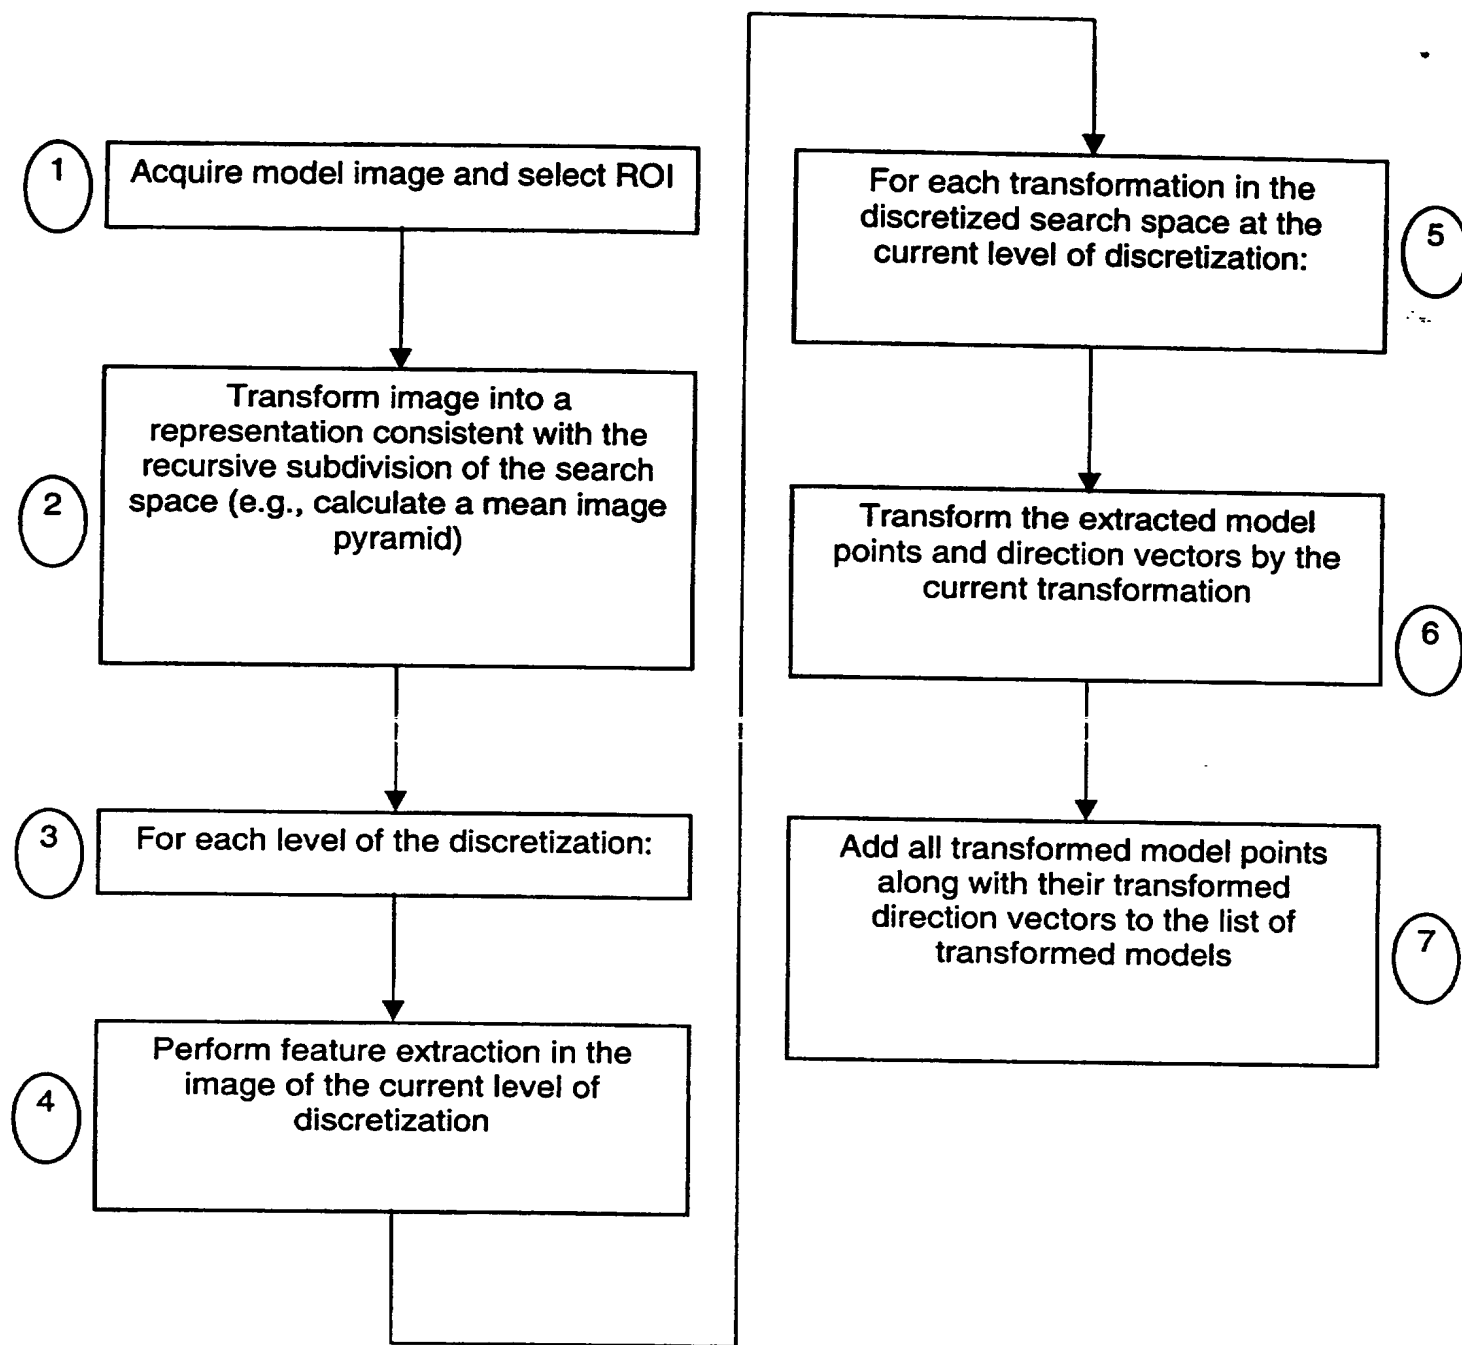 1
Acquire model image and select ROI
2
Transform image into a
representation consistent with the
recursive subdivision of the search
space (e.g., calculate a mean image
pyramid)
3
For each level of the discretization:
4
Perform feature extraction in the
image of the current level of
discretization
5
For each transformation in the
discretized search space at the
current level of discretization:
6
Transform the extracted model
points and direction vectors by the
current transformation
7
Add all transformed model points
along with their transformed
direction vectors to the list of
transformed models